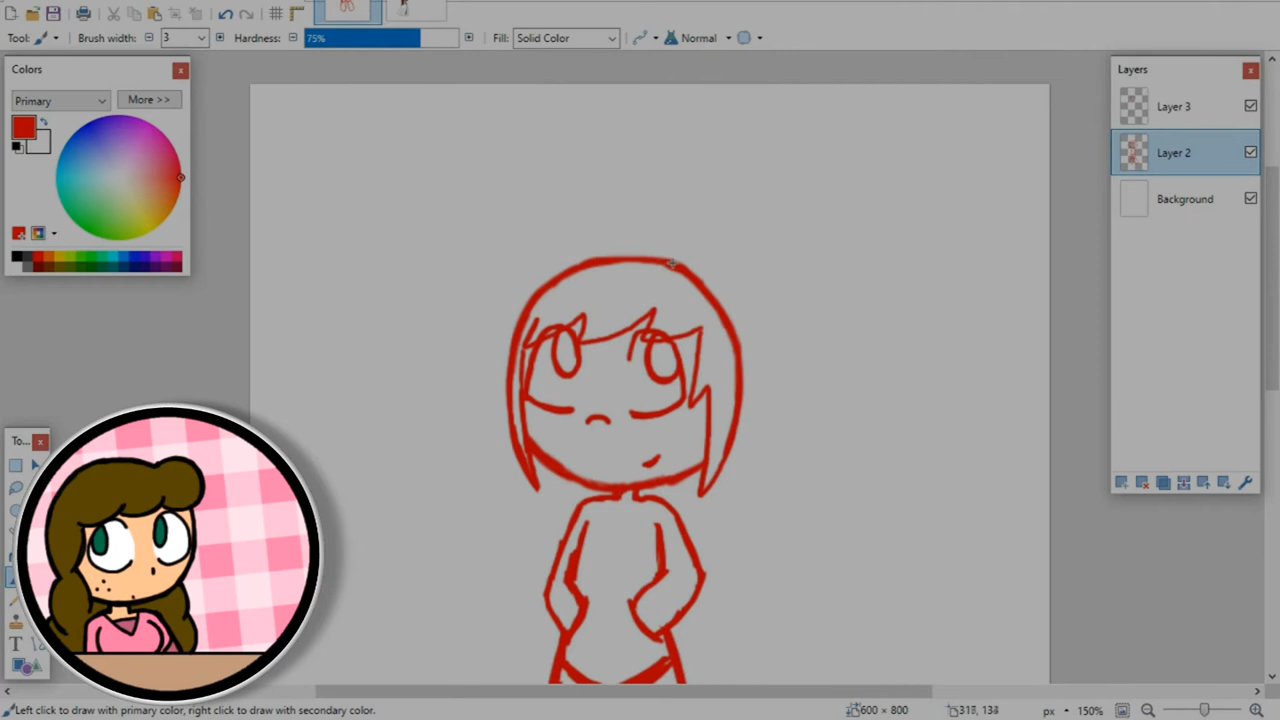 Tool:
Brush width: 3
Hardness: 75%
Fill: Solid Color
Normal
Colors
Primary
More >>
Layers
Layer 3
Layer 2
Background
To...
T
Left click to draw with primary color, right click to draw with secondary color.
600 × 800
px
150%